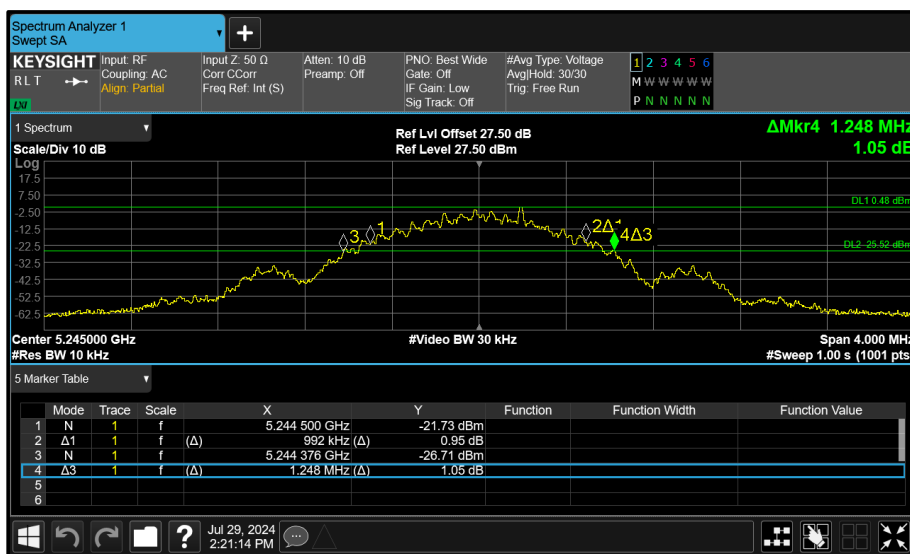 Spectrum Analyzer 1
Swept SA
+
KEYSIGHT
R L T
LXI
Input: RF
Coupling: AC
Align: Partial
Input Z: 50 Ω
Corr CCorr
Freq Ref: Int (S)
Atten: 10 dB
Preamp: Off
PNO: Best Wide
Gate: Off
IF Gain: Low
Sig Track: Off
#Avg Type: Voltage
Avg|Hold: 30/30
Trig: Free Run
1 2 3 4 5 6
M W W W W W
P N N N N N
1 Spectrum
Scale/Div 10 dB
Ref Lvl Offset 27.50 dB
Ref Level 27.50 dBm
ΔMkr4 1.248 MHz
1.05 dB
Log
17.5
7.50
-2.50
-12.5
-22.5
-32.5
-42.5
-52.5
-62.5
DL1 0.48 dBm
DL2 -25.52 dBm
3
1
2Δ1
4Δ3
Center 5.245000 GHz
#Video BW 30 kHz
Span 4.000 MHz
#Res BW 10 kHz
#Sweep 1.00 s (1001 pts
5 Marker Table
Mode Trace Scale X Y Function Function Width Function Value
1 N 1 f 5.244 500 GHz -21.73 dBm
2 Δ1 1 f (Δ) 992 kHz (Δ) 0.95 dB
3 N 1 f 5.244 376 GHz -26.71 dBm
4 Δ3 1 f (Δ) 1.248 MHz (Δ) 1.05 dB
5
6
?
Jul 29, 2024
2:21:14 PM